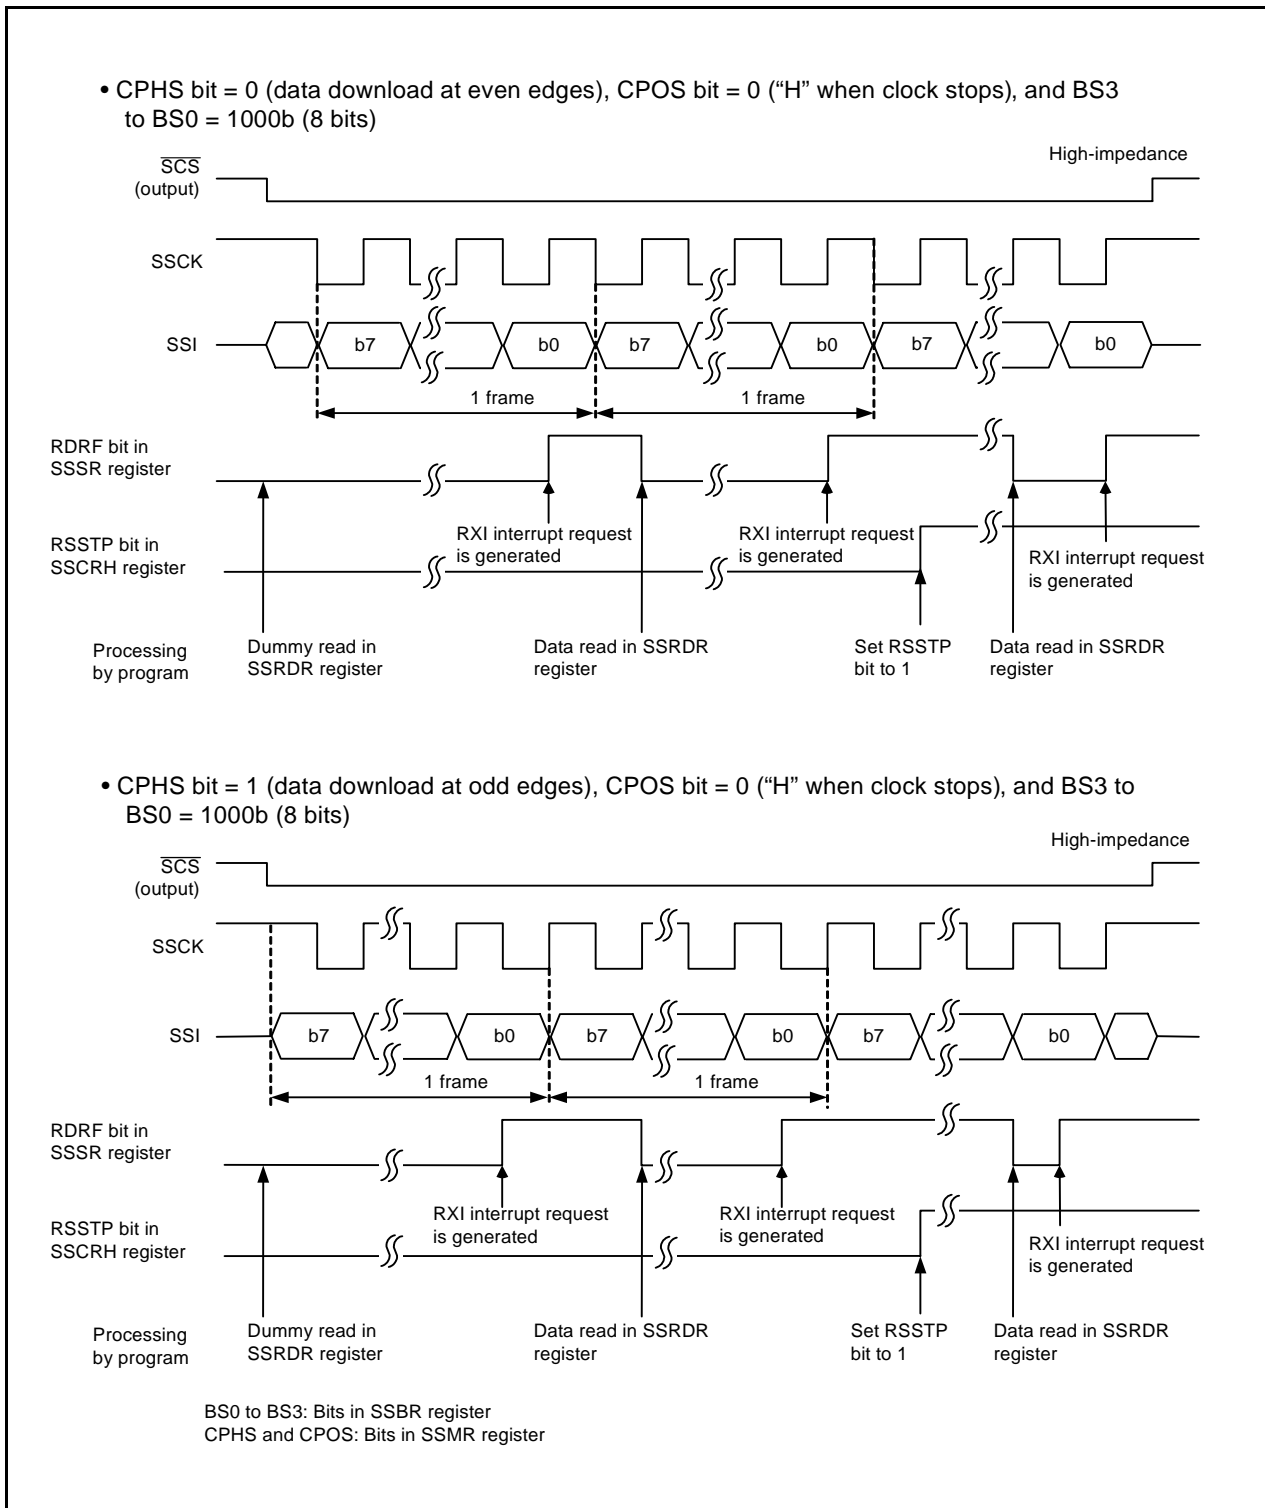 • CPHS bit = 0 (data download at even edges), CPOS bit = 0 (“H” when clock stops), and BS3
to BS0 = 1000b (8 bits)
High-impedance
SCS
(output)
SSCK
SSI
b7
b0
b7
b0
b7
b0
1 frame
1 frame
RDRF bit in
SSSR register
RXI interrupt request
is generated
RXI interrupt request
is generated
RSSTP bit in
SSCRH register
RXI interrupt request
is generated
Processing
by program
Dummy read in
SSRDR register
Data read in SSRDR
register
Set RSSTP
bit to 1
Data read in SSRDR
register
• CPHS bit = 1 (data download at odd edges), CPOS bit = 0 (“H” when clock stops), and BS3 to
BS0 = 1000b (8 bits)
High-impedance
SCS
(output)
SSCK
SSI
b7
b0
b7
b0
b7
b0
1 frame
1 frame
RDRF bit in
SSSR register
RXI interrupt request
is generated
RXI interrupt request
is generated
RSSTP bit in
SSCRH register
RXI interrupt request
is generated
Processing
by program
Dummy read in
SSRDR register
Data read in SSRDR
register
Set RSSTP
bit to 1
Data read in SSRDR
register
BS0 to BS3: Bits in SSBR register
CPHS and CPOS: Bits in SSMR register